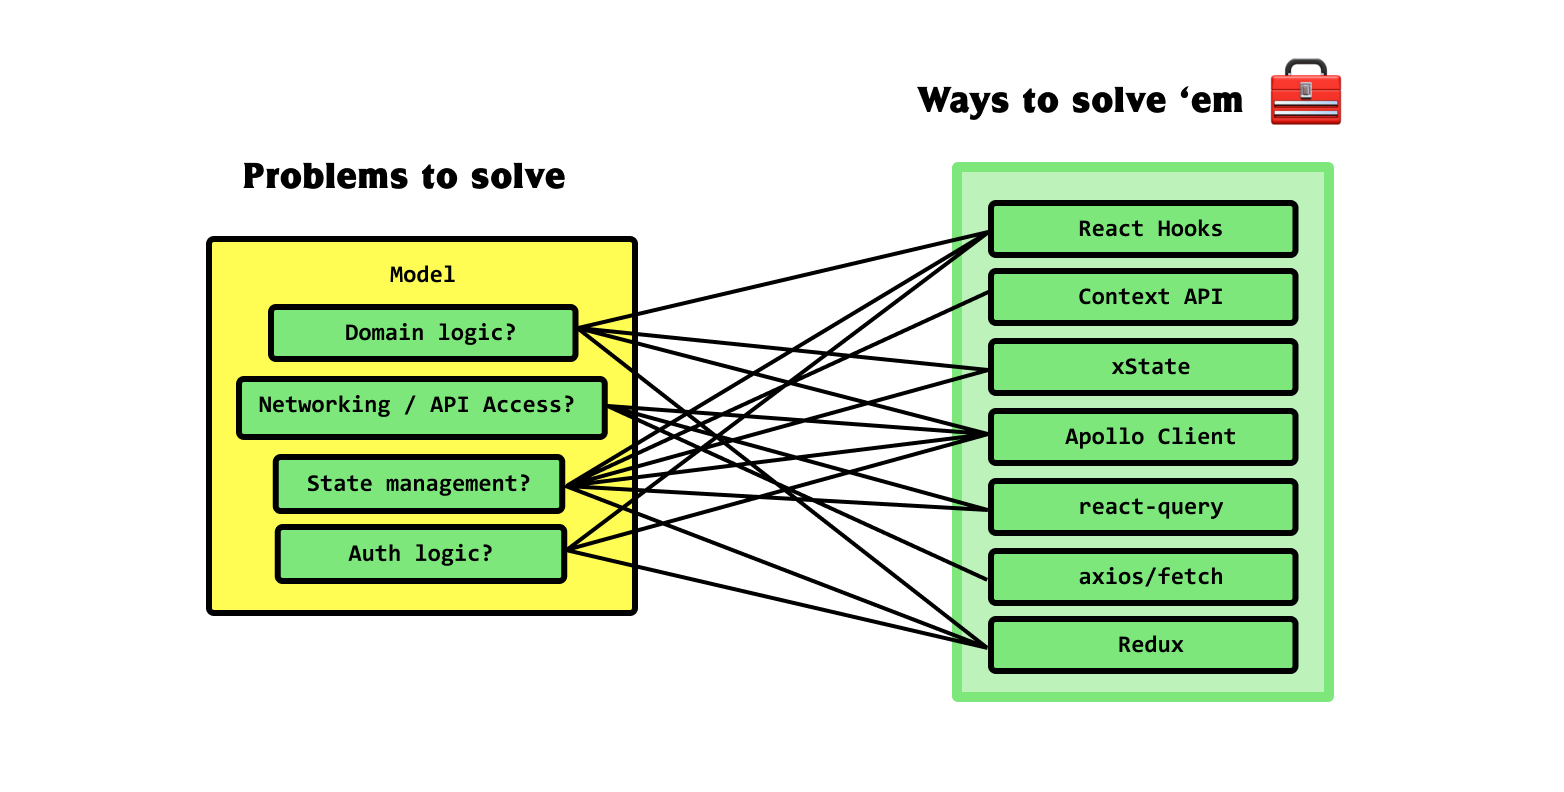 Ways to solve ‘em
Problems to solve
Model
Domain logic?
Networking / API Access?
State management?
Auth logic?
React Hooks
Context API
xState
Apollo Client
react-query
axios/fetch
Redux